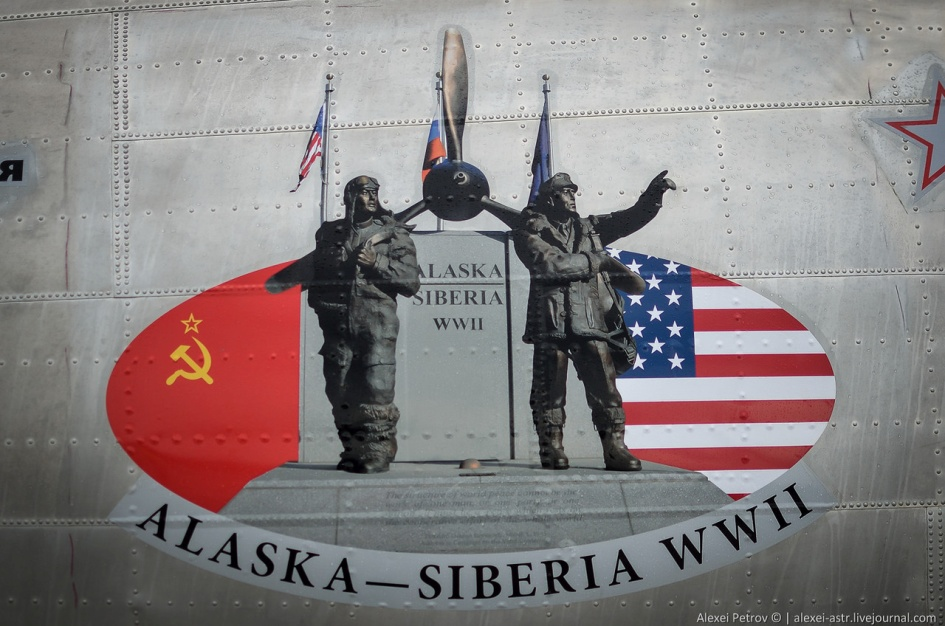 Я
ALASKA
SIBERIA
WWII
ALASKA—SIBERIA WWII
Alexei Petrov © | alexei-astr.livejournal.com